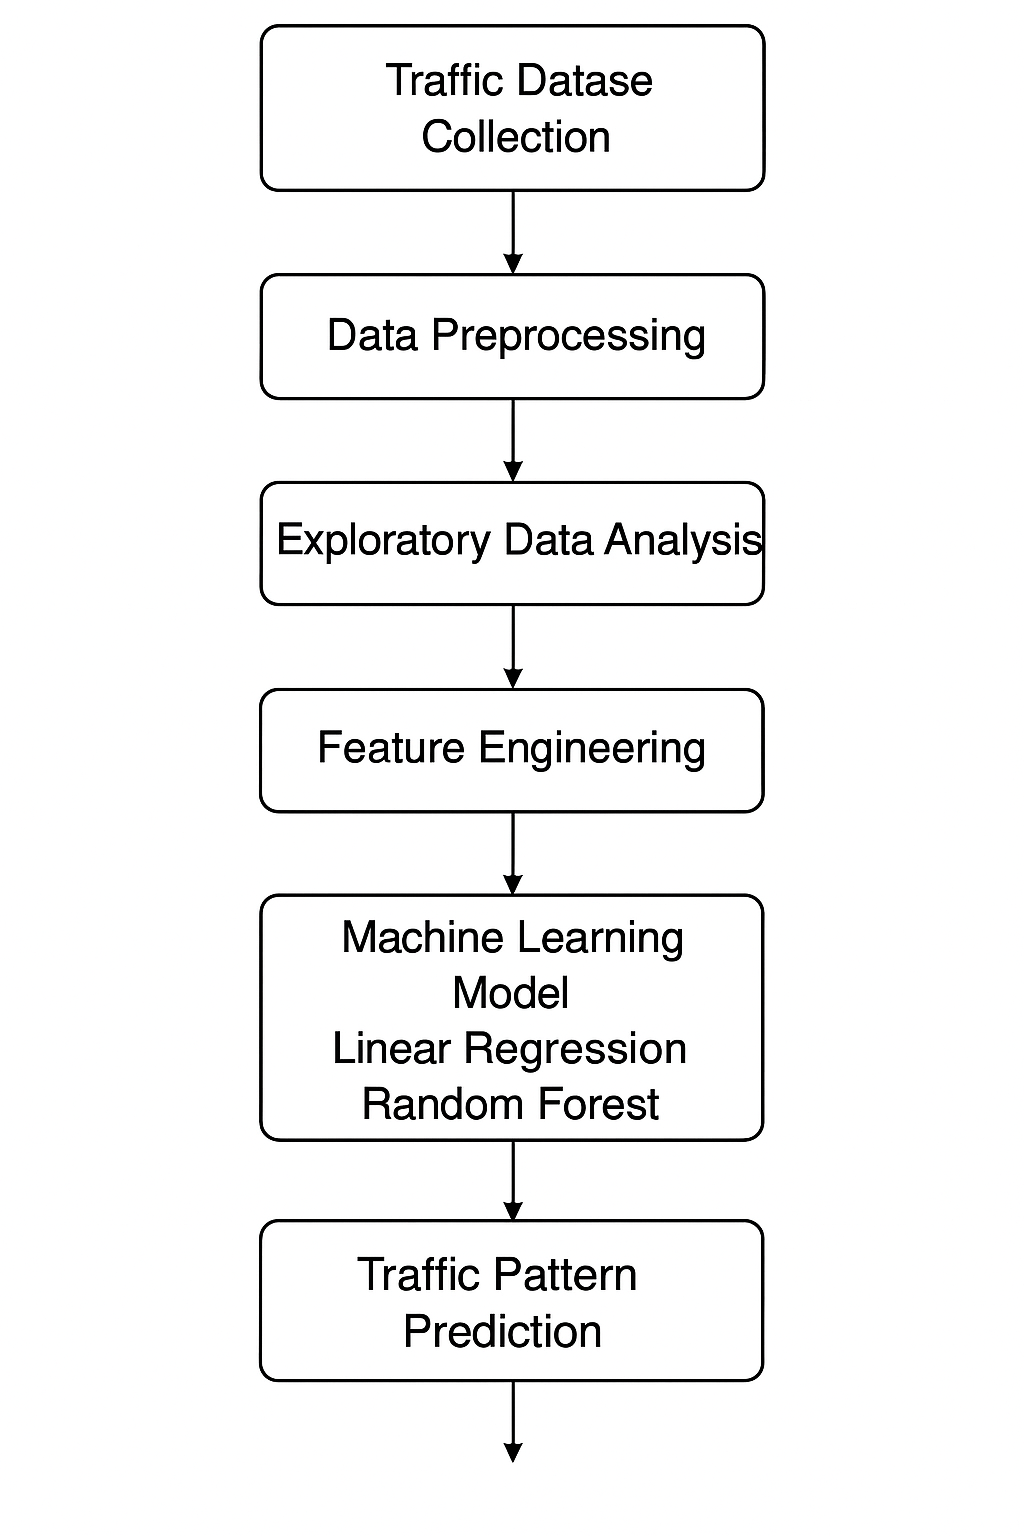 Traffic Datase
Collection
Data Preprocessing
Exploratory Data Analysis
Feature Engineering
Machine Learning
Model
Linear Regression
Random Forest
Traffic Pattern
Prediction